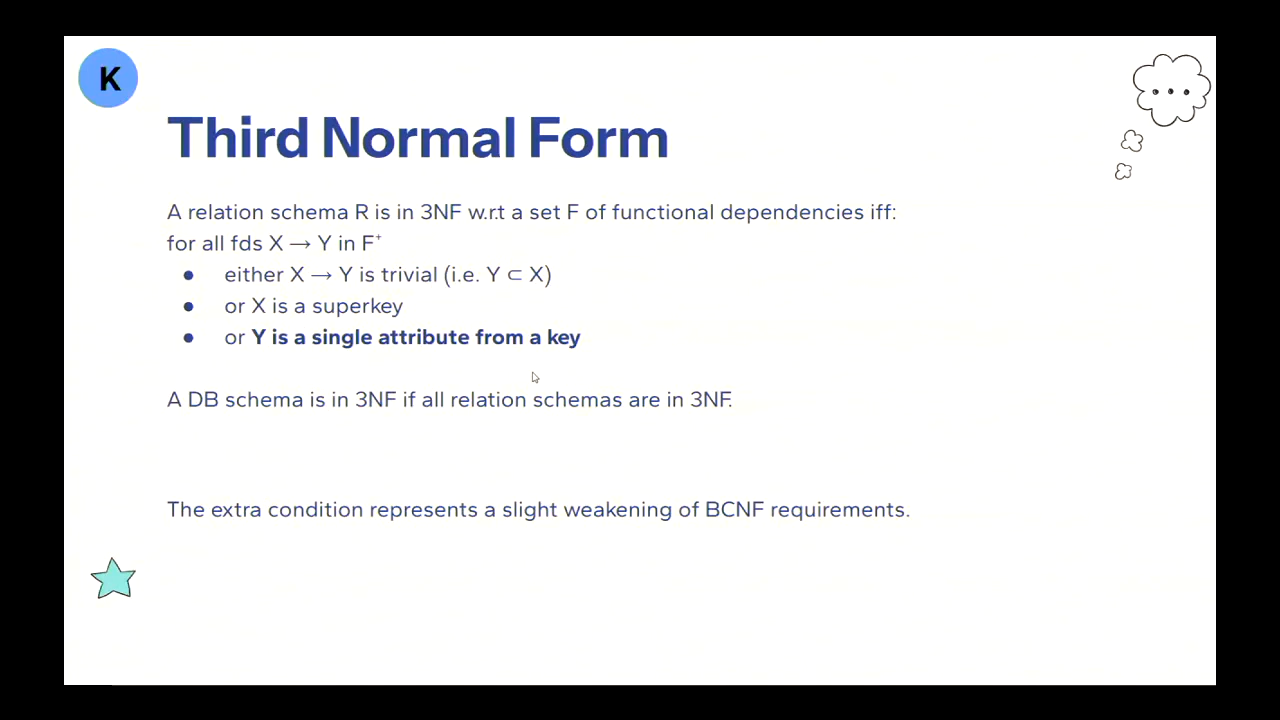 K
Third Normal Form
A relation schema R is in 3NF w.r.t a set F of functional dependencies iff:
for all fds X → Y in F⁺
● either X → Y is trivial (i.e. Y ⊂ X)
● or X is a superkey
● or Y is a single attribute from a key
A DB schema is in 3NF if all relation schemas are in 3NF.
The extra condition represents a slight weakening of BCNF requirements.